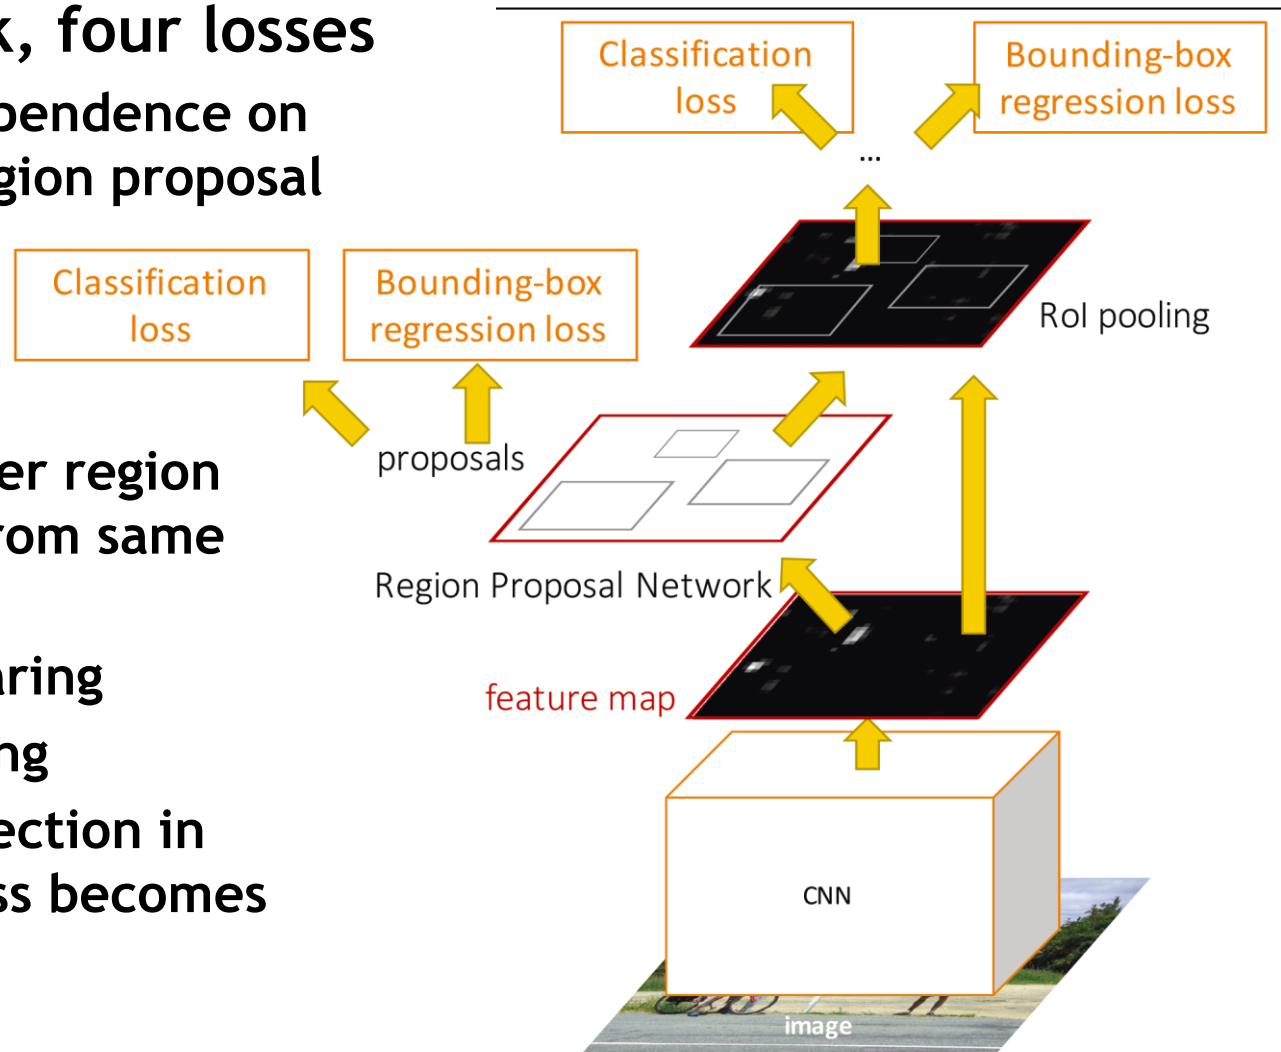 k, four losses
pendence on
gion proposal
er region
rom same
aring
ng
ection in
ss becomes
Classification
loss
Bounding-box
regression loss
...
RoI pooling
Classification
loss
Bounding-box
regression loss
proposals
Region Proposal Network
feature map
CNN
image